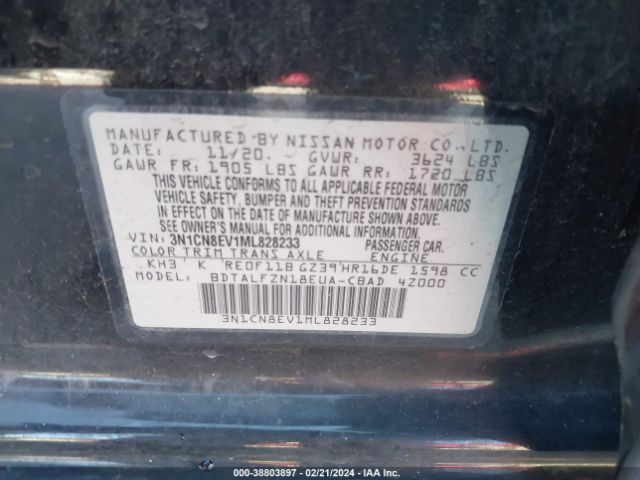 MANUFACTURED BY NISSAN MOTOR CO.,LTD.
DATE: 11/20. GVWR: 3624 LBS
GAWR FR: 1905 LBS GAWR RR: 1720 LBS
THIS VEHICLE CONFORMS TO ALL APPLICABLE FEDERAL MOTOR
VEHICLE SAFETY, BUMPER AND THEFT PREVENTION STANDARDS
IN EFFECT ON THE DATE OF MANUFACTURE SHOWN ABOVE.
SEE OWNER'S MANUAL FOR ADDITIONAL INFORMATION.
VIN: 3N1CN8EV1ML828233 PASSENGER CAR.
COLOR TRIM TRANS AXLE ENGINE
KH3 K RE0F11B GZ39 HR16DE 1598 CC
MODEL: BDTALFZN18EUA-CBAD 4Z000
3N1CN8EV1ML828233
000-38803897 - 02/21/2024 - IAA Inc.